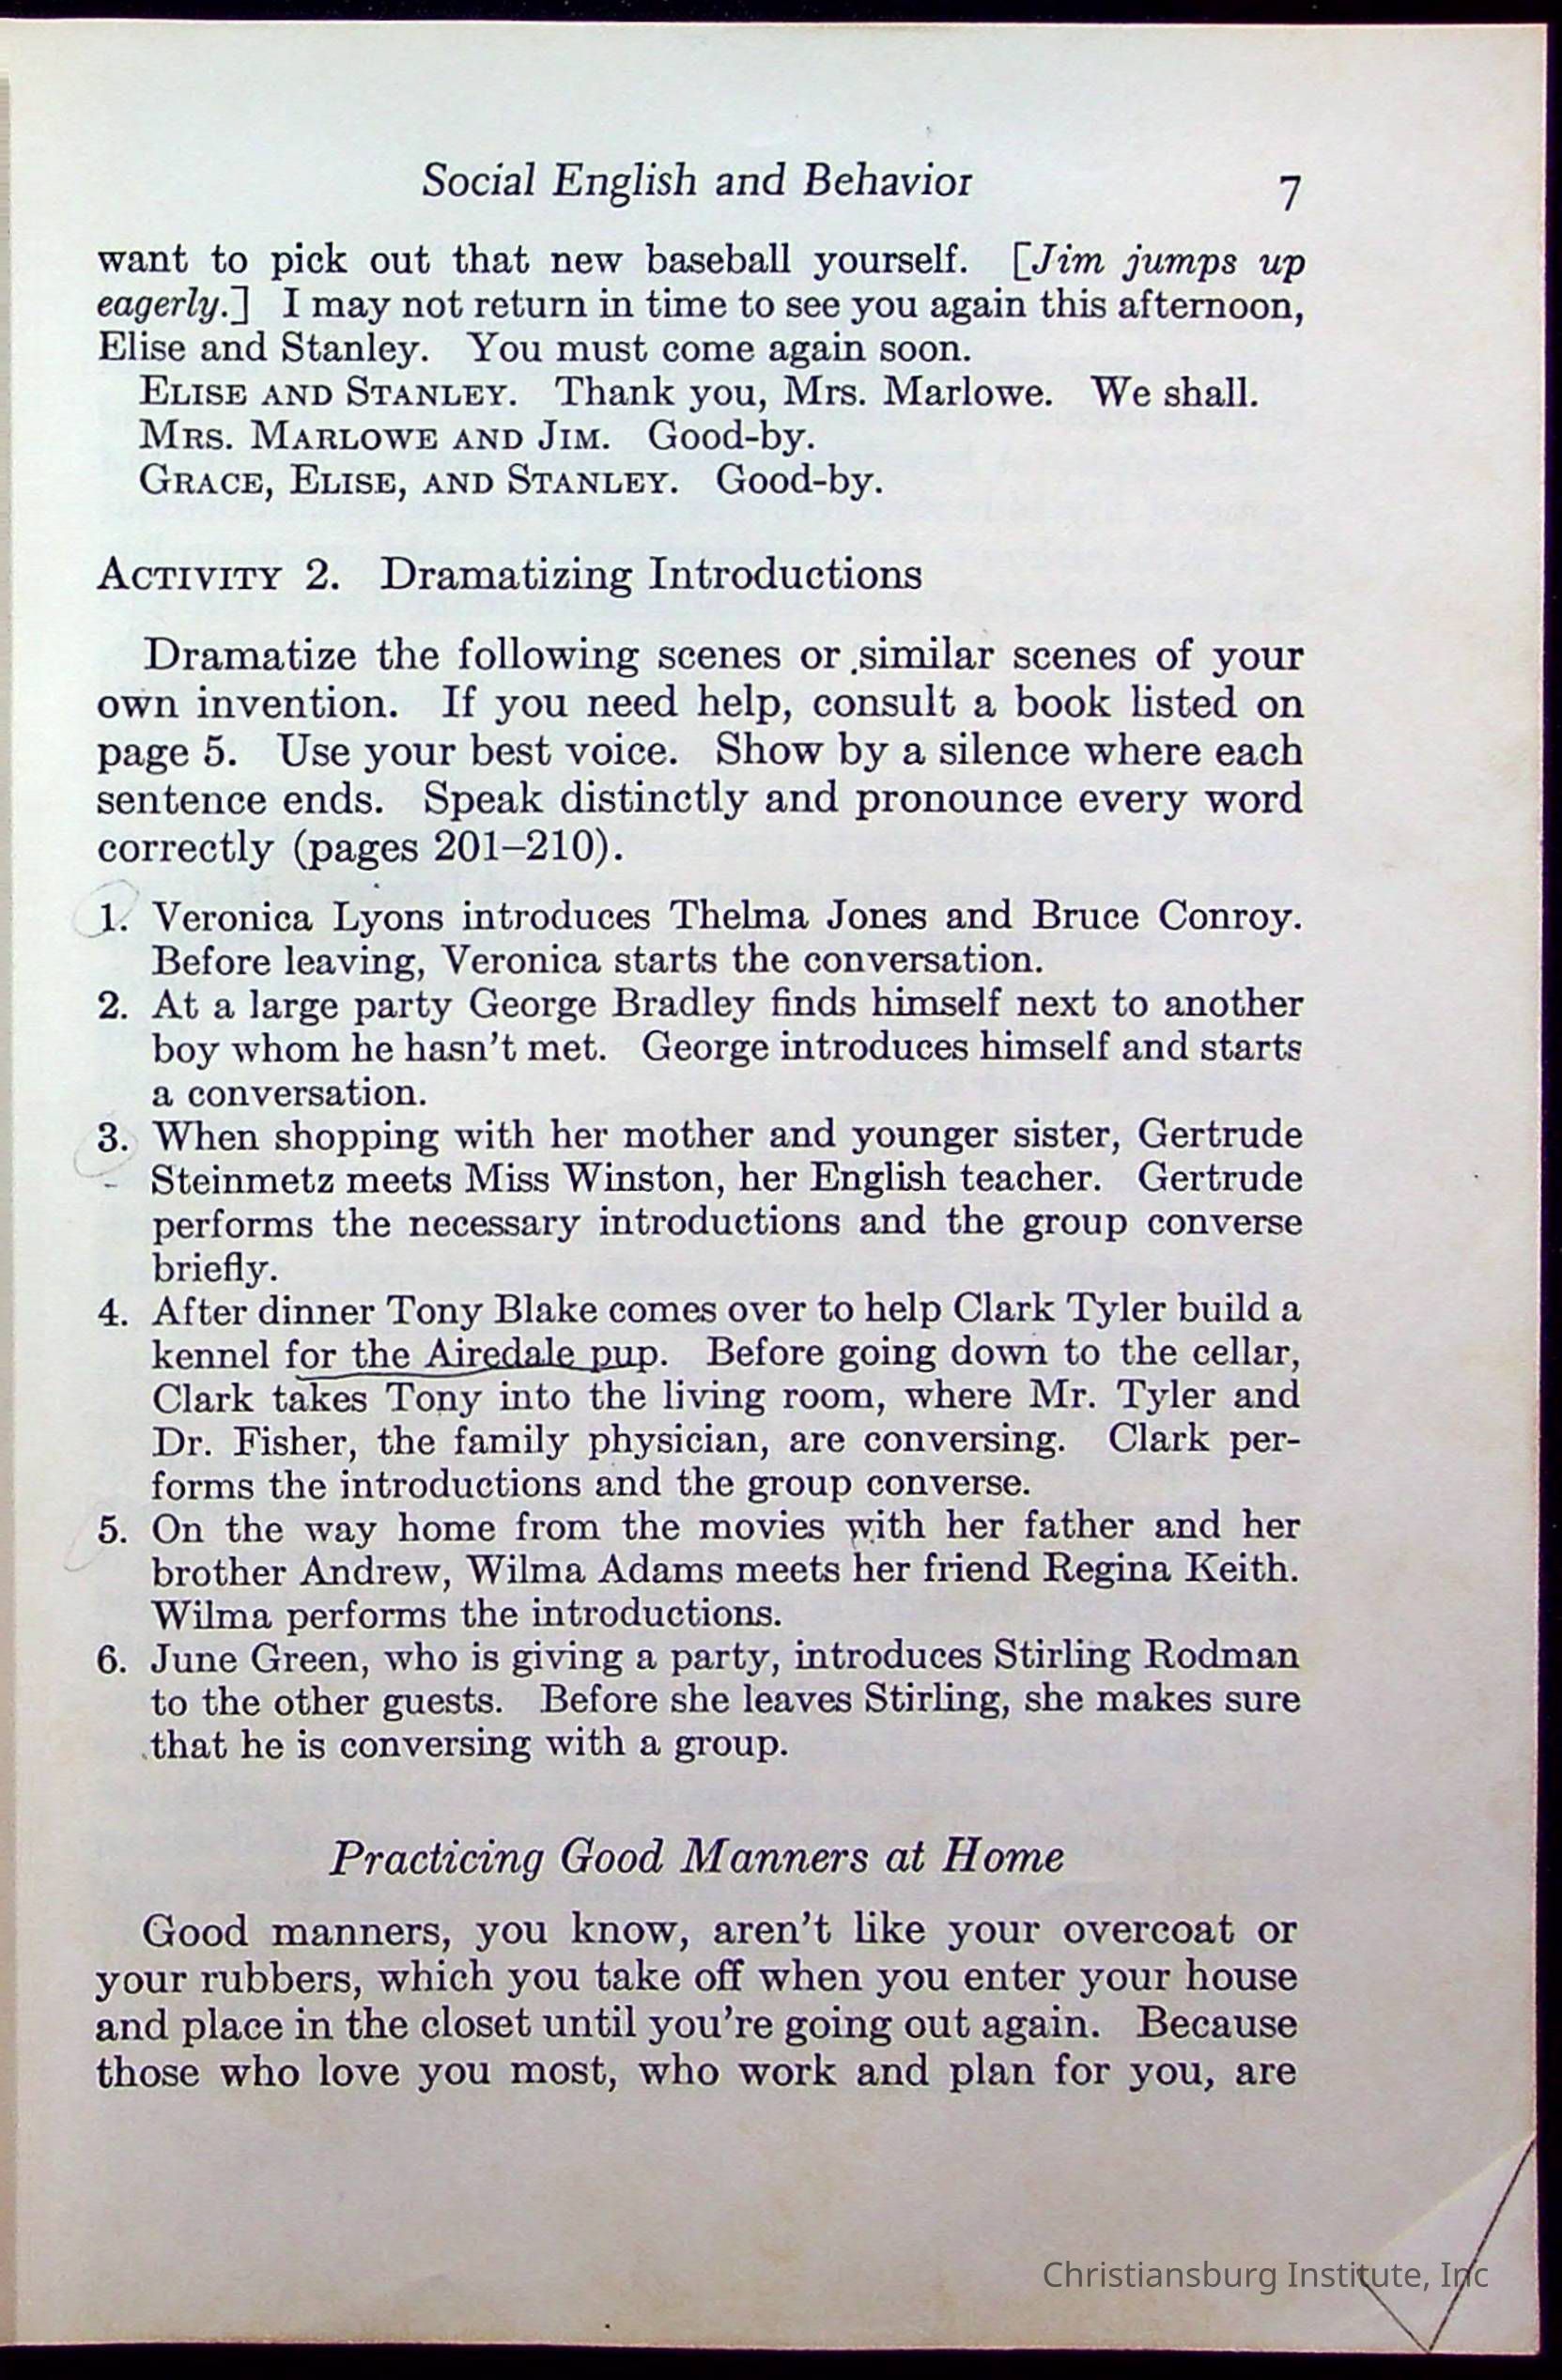 Social English and Behavior 7
want to pick out that new baseball yourself. [Jim jumps up
eagerly.] I may not return in time to see you again this afternoon,
Elise and Stanley. You must come again soon.
ELISE AND STANLEY. Thank you, Mrs. Marlowe. We shall.
MRS. MARLOWE AND JIM. Good-by.
GRACE, ELISE, AND STANLEY. Good-by.
ACTIVITY 2. Dramatizing Introductions
Dramatize the following scenes or similar scenes of your
own invention. If you need help, consult a book listed on
page 5. Use your best voice. Show by a silence where each
sentence ends. Speak distinctly and pronounce every word
correctly (pages 201–210).
1. Veronica Lyons introduces Thelma Jones and Bruce Conroy.
Before leaving, Veronica starts the conversation.
2. At a large party George Bradley finds himself next to another
boy whom he hasn't met. George introduces himself and starts
a conversation.
3. When shopping with her mother and younger sister, Gertrude
Steinmetz meets Miss Winston, her English teacher. Gertrude
performs the necessary introductions and the group converse
briefly.
4. After dinner Tony Blake comes over to help Clark Tyler build a
kennel for the Airedale pup. Before going down to the cellar,
Clark takes Tony into the living room, where Mr. Tyler and
Dr. Fisher, the family physician, are conversing. Clark per-
forms the introductions and the group converse.
5. On the way home from the movies with her father and her
brother Andrew, Wilma Adams meets her friend Regina Keith.
Wilma performs the introductions.
6. June Green, who is giving a party, introduces Stirling Rodman
to the other guests. Before she leaves Stirling, she makes sure
that he is conversing with a group.
Practicing Good Manners at Home
Good manners, you know, aren't like your overcoat or
your rubbers, which you take off when you enter your house
and place in the closet until you're going out again. Because
those who love you most, who work and plan for you, are
Christiansburg Institute, Inc